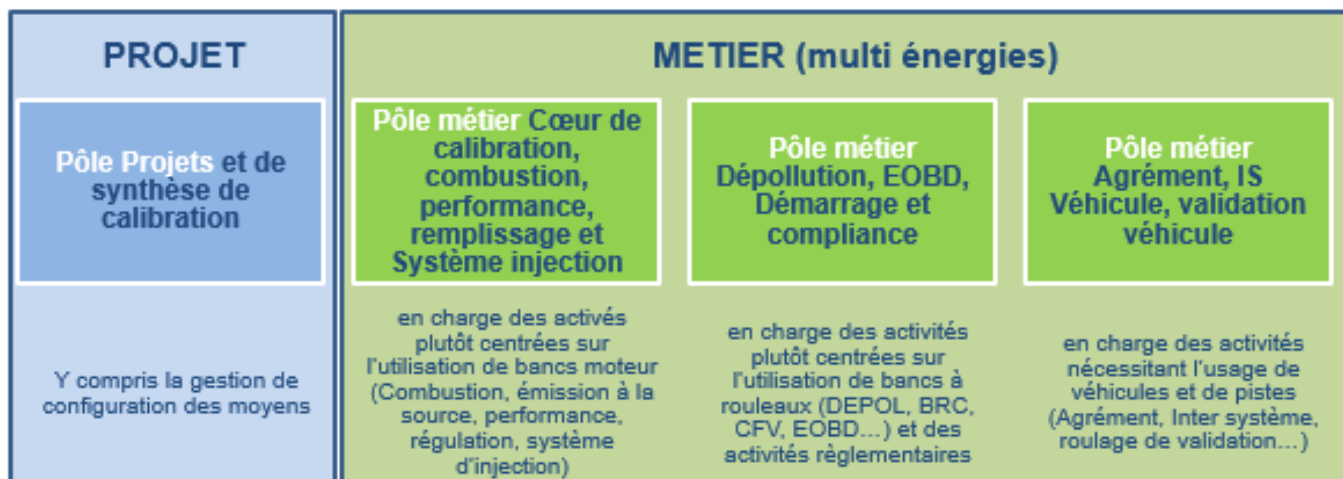 PROJET
Pôle Projets et de
synthèse de
calibration
Y compris la gestion de
configuration des moyens
METIER (multi énergies)
Pôle métier Cœur de
calibration,
combustion,
performance,
remplissage et
Système injection
en charge des activés
plutôt centrées sur
l'utilisation de bancs moteur
(Combustion, émission à la
source, performance,
régulation, système
d'injection)
Pôle métier
Dépollution, EOBD,
Démarrage et
compliance
en charge des activités
plutôt centrées sur
l'utilisation de bancs à
rouleaux (DEPOL, BRC,
CFV, EOBD…) et des
activités règlementaires
Pôle métier
Agrément, IS
Véhicule, validation
véhicule
en charge des activités
nécessitant l'usage de
véhicules et de pistes
(Agrément, Inter système,
roulage de validation…)